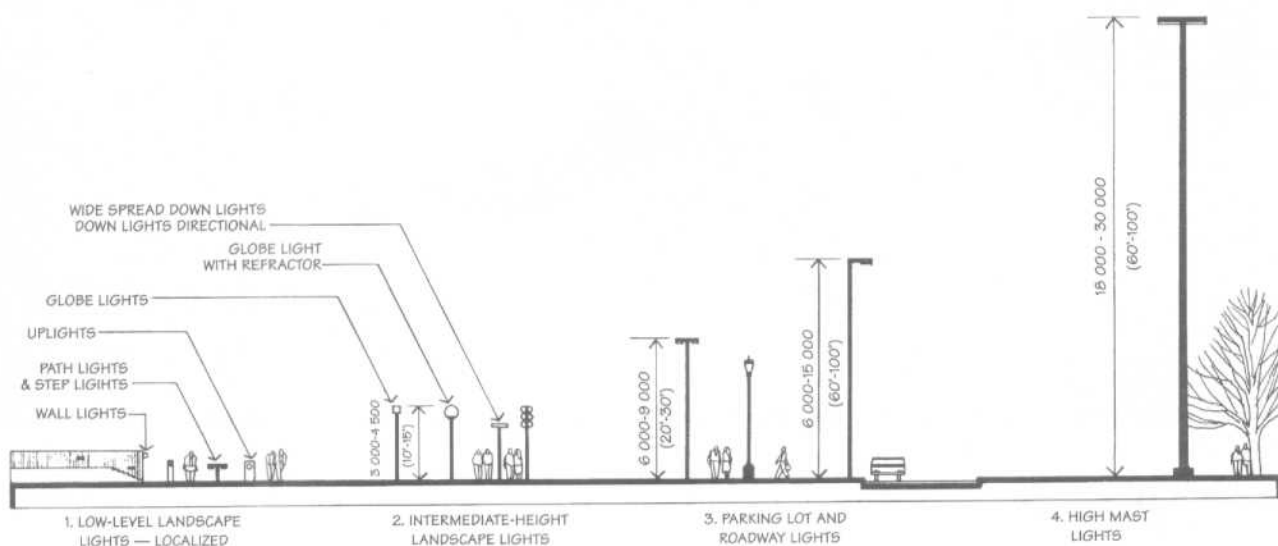 WIDE SPREAD DOWN LIGHTS
DOWN LIGHTS DIRECTIONAL
GLOBE LIGHT
WITH REFRACTOR
GLOBE LIGHTS
UPLIGHTS
PATH LIGHTS
& STEP LIGIHTS
WALL LIGHTS
3 000-4 500
(10'-15')
6 000-9 000
(20'-30')
6 000-15 000
(60'-100')
18 000 - 30 000
(60'-100')
1. LOW-LEVEL LANDSCAPE
LIGHTS — LOCALIZED
2. INTERMEDIATE-HEIGHT
LANDSCAPE LIGHTS
3. PARKING LOT AND
ROADWAY LIGHTS
4. HIGH MAST
LIGHTS